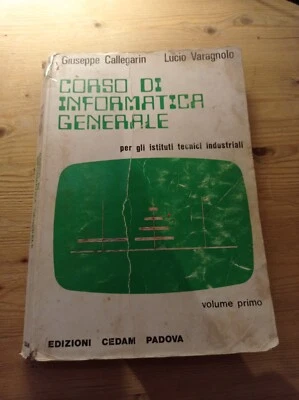 Giuseppe Callegarin Lucio Varagnolo
CORSO DI
INFORMATICA
GENERALE
per gli istituti tecnici industriali
volume primo
EDIZIONI CEDAM PADOVA